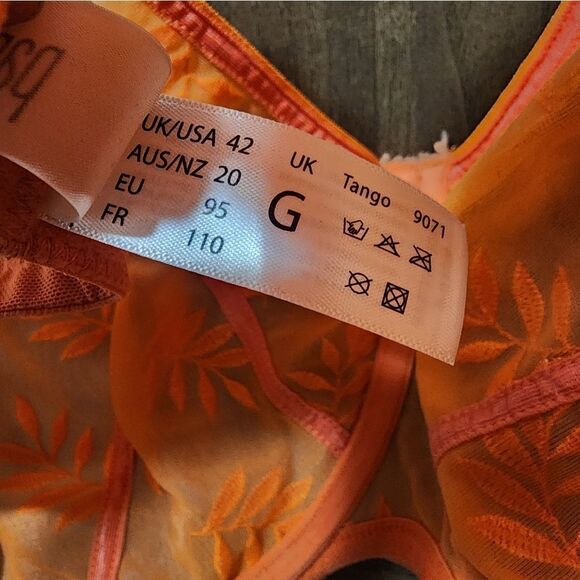 UK/USA 42
AUS/NZ 20
EU 95
FR 110
UK
G
Tango 9071